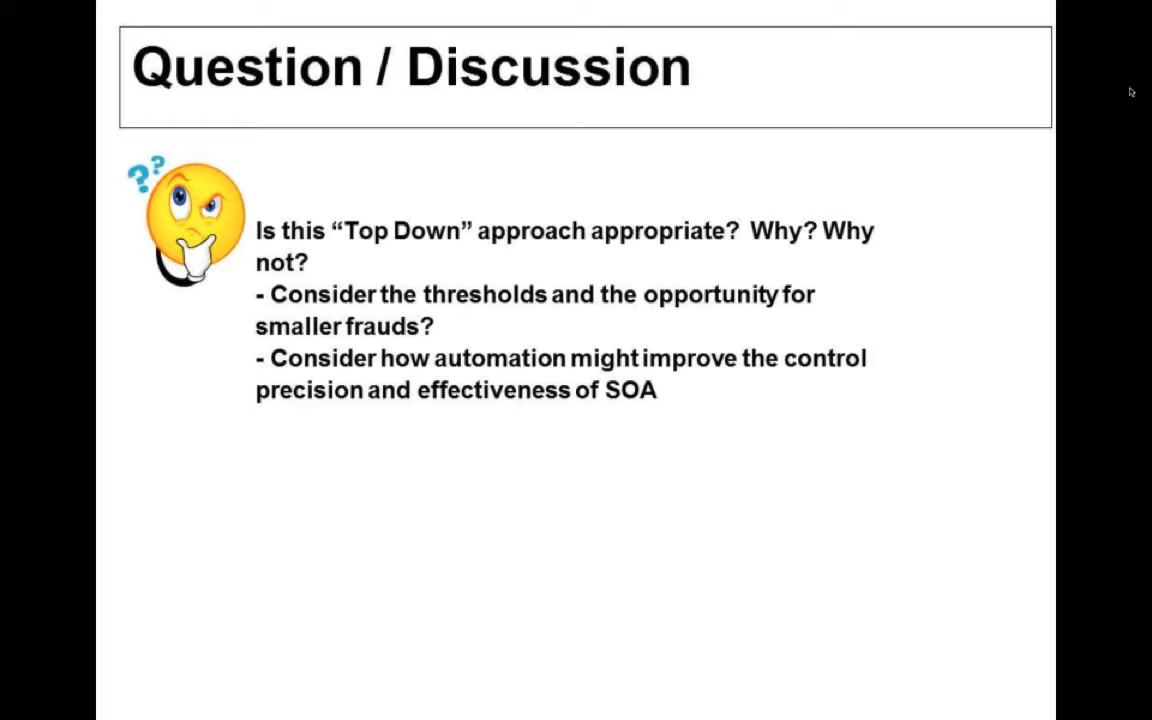 Question / Discussion
? ?
Is this “Top Down” approach appropriate? Why? Why
not?
- Consider the thresholds and the opportunity for
smaller frauds?
- Consider how automation might improve the control
precision and effectiveness of SOA